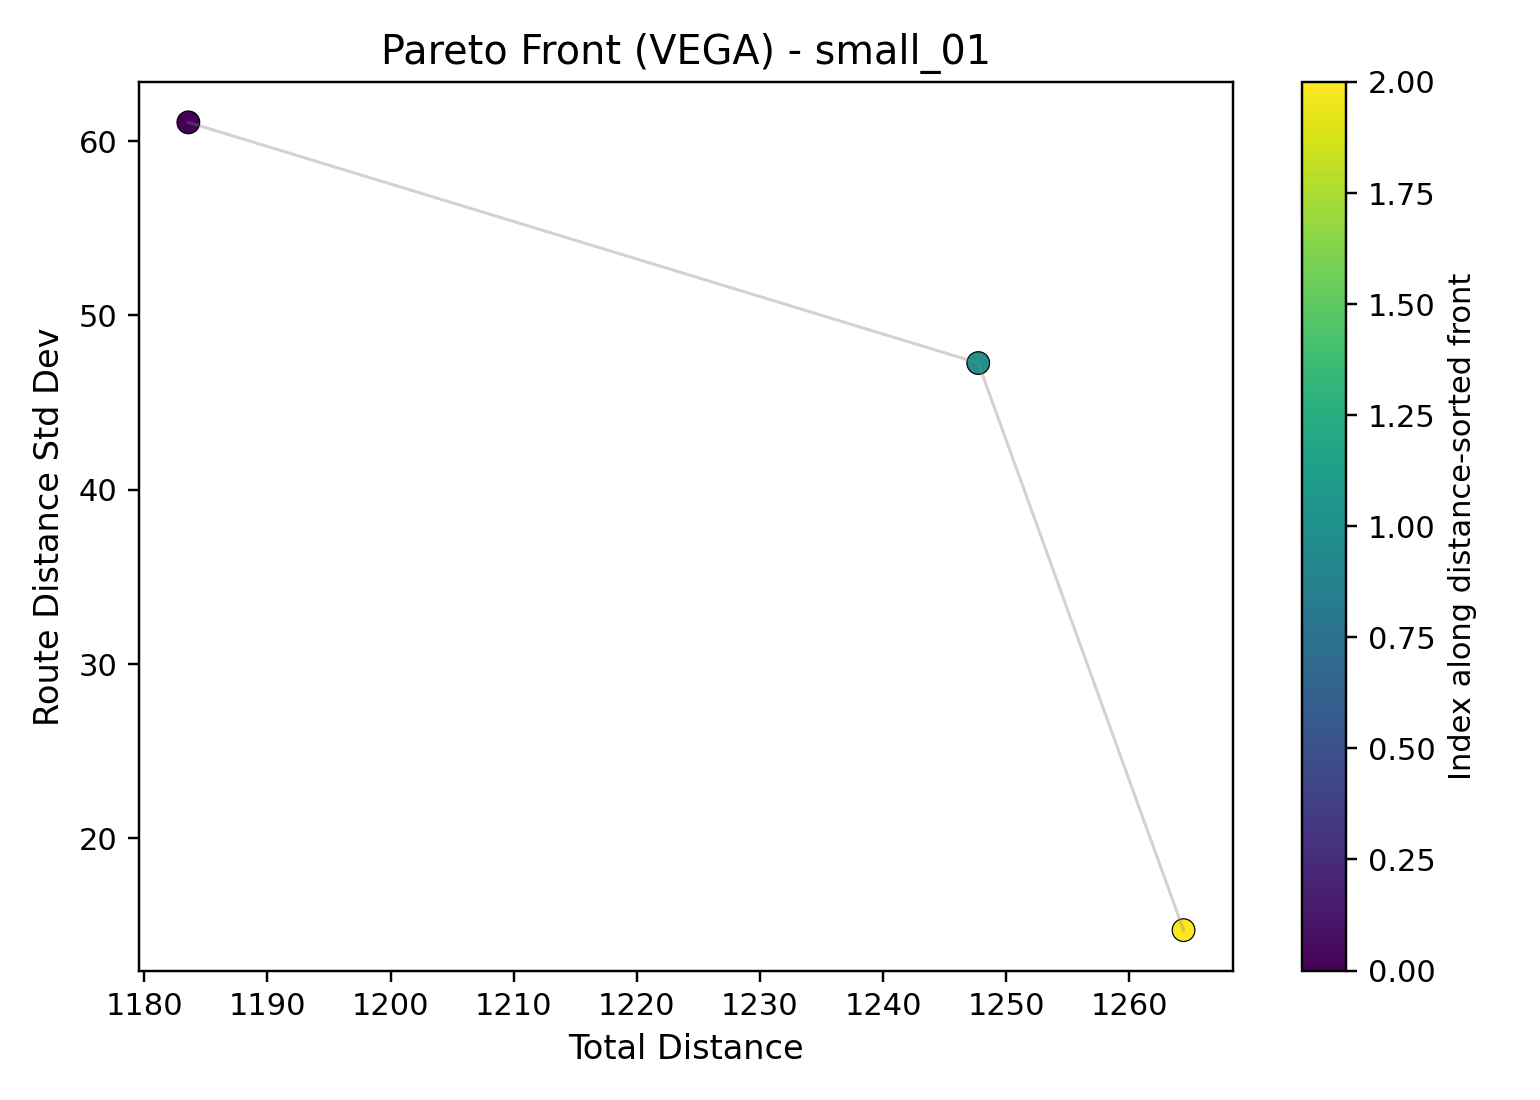 Pareto Front (VEGA) - small_01
Route Distance Std Dev
60
50
40
30
20
1180 1190 1200 1210 1220 1230 1240 1250 1260
Total Distance
2.00
1.75
1.50
1.25
1.00
0.75
0.50
0.25
0.00
Index along distance-sorted front